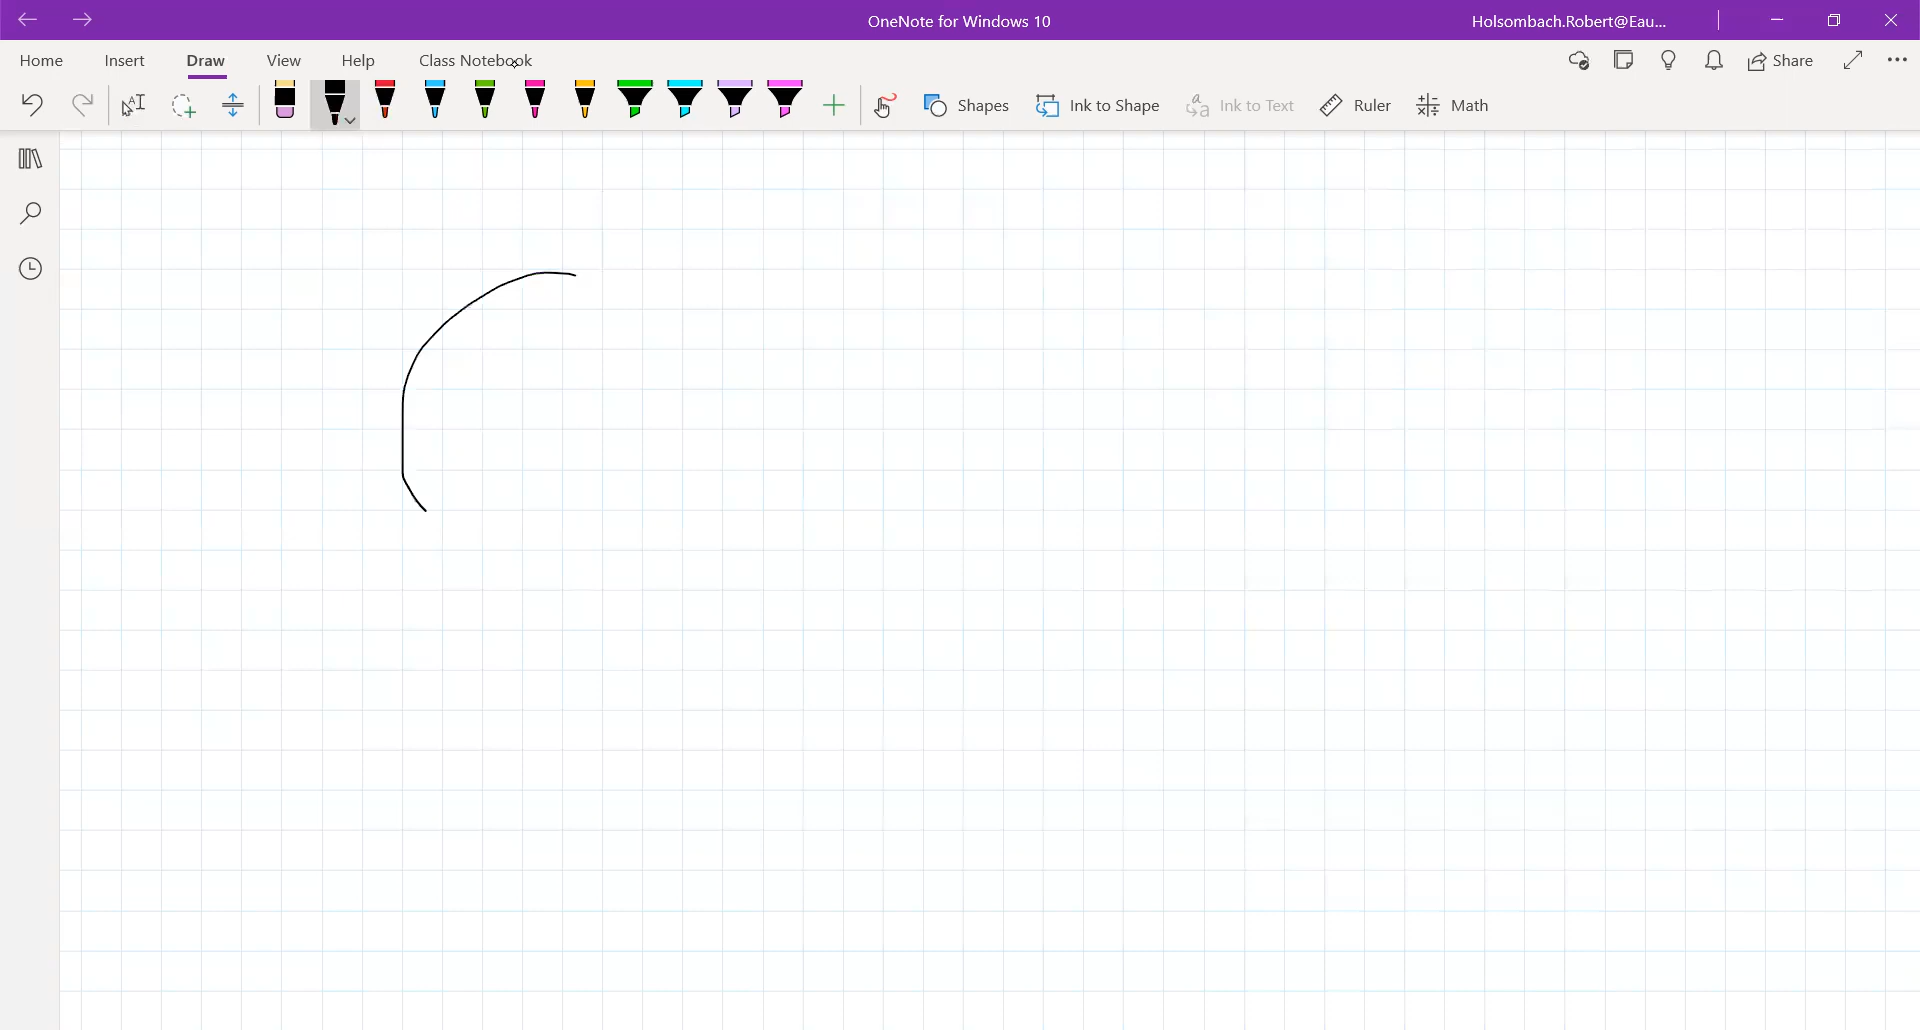 OneNote for Windows 10 Holsombach.Robert@Eau...
Home Insert Draw View Help Class Notebook Share
Shapes Ink to Shape Ink to Text Ruler Math